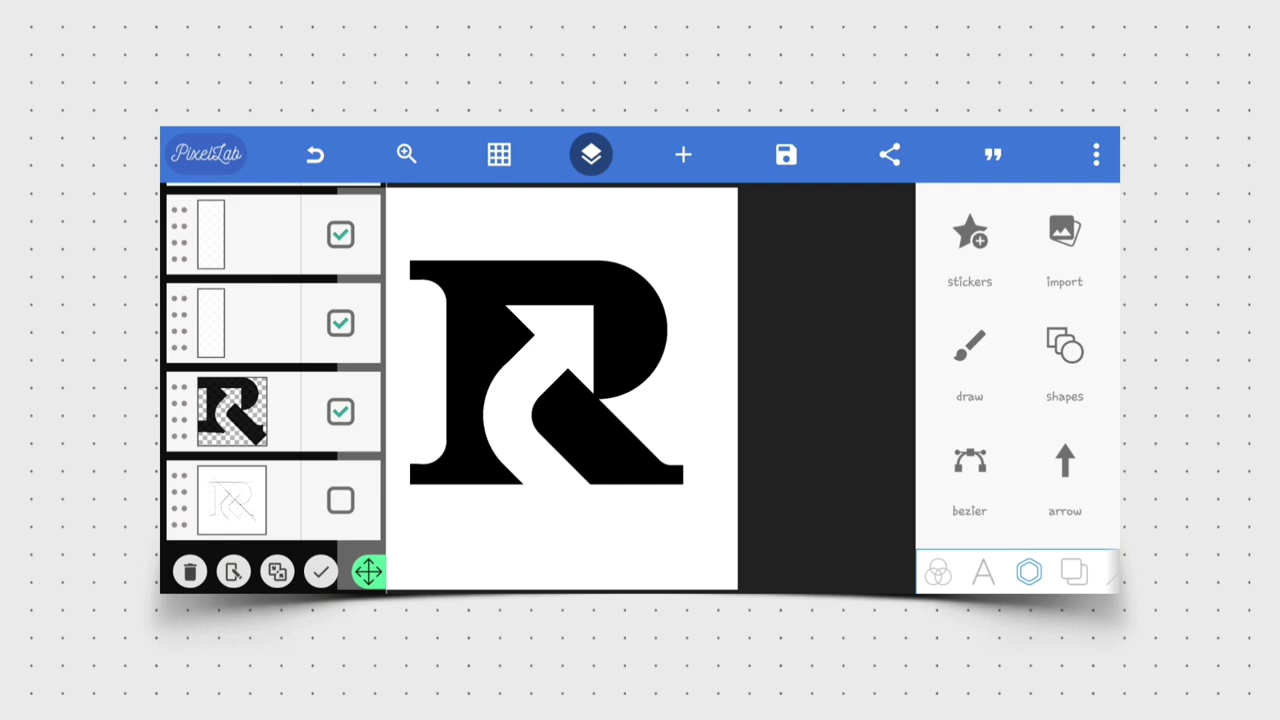 PixelLab
stickers import
draw shapes
bezier arrow
R